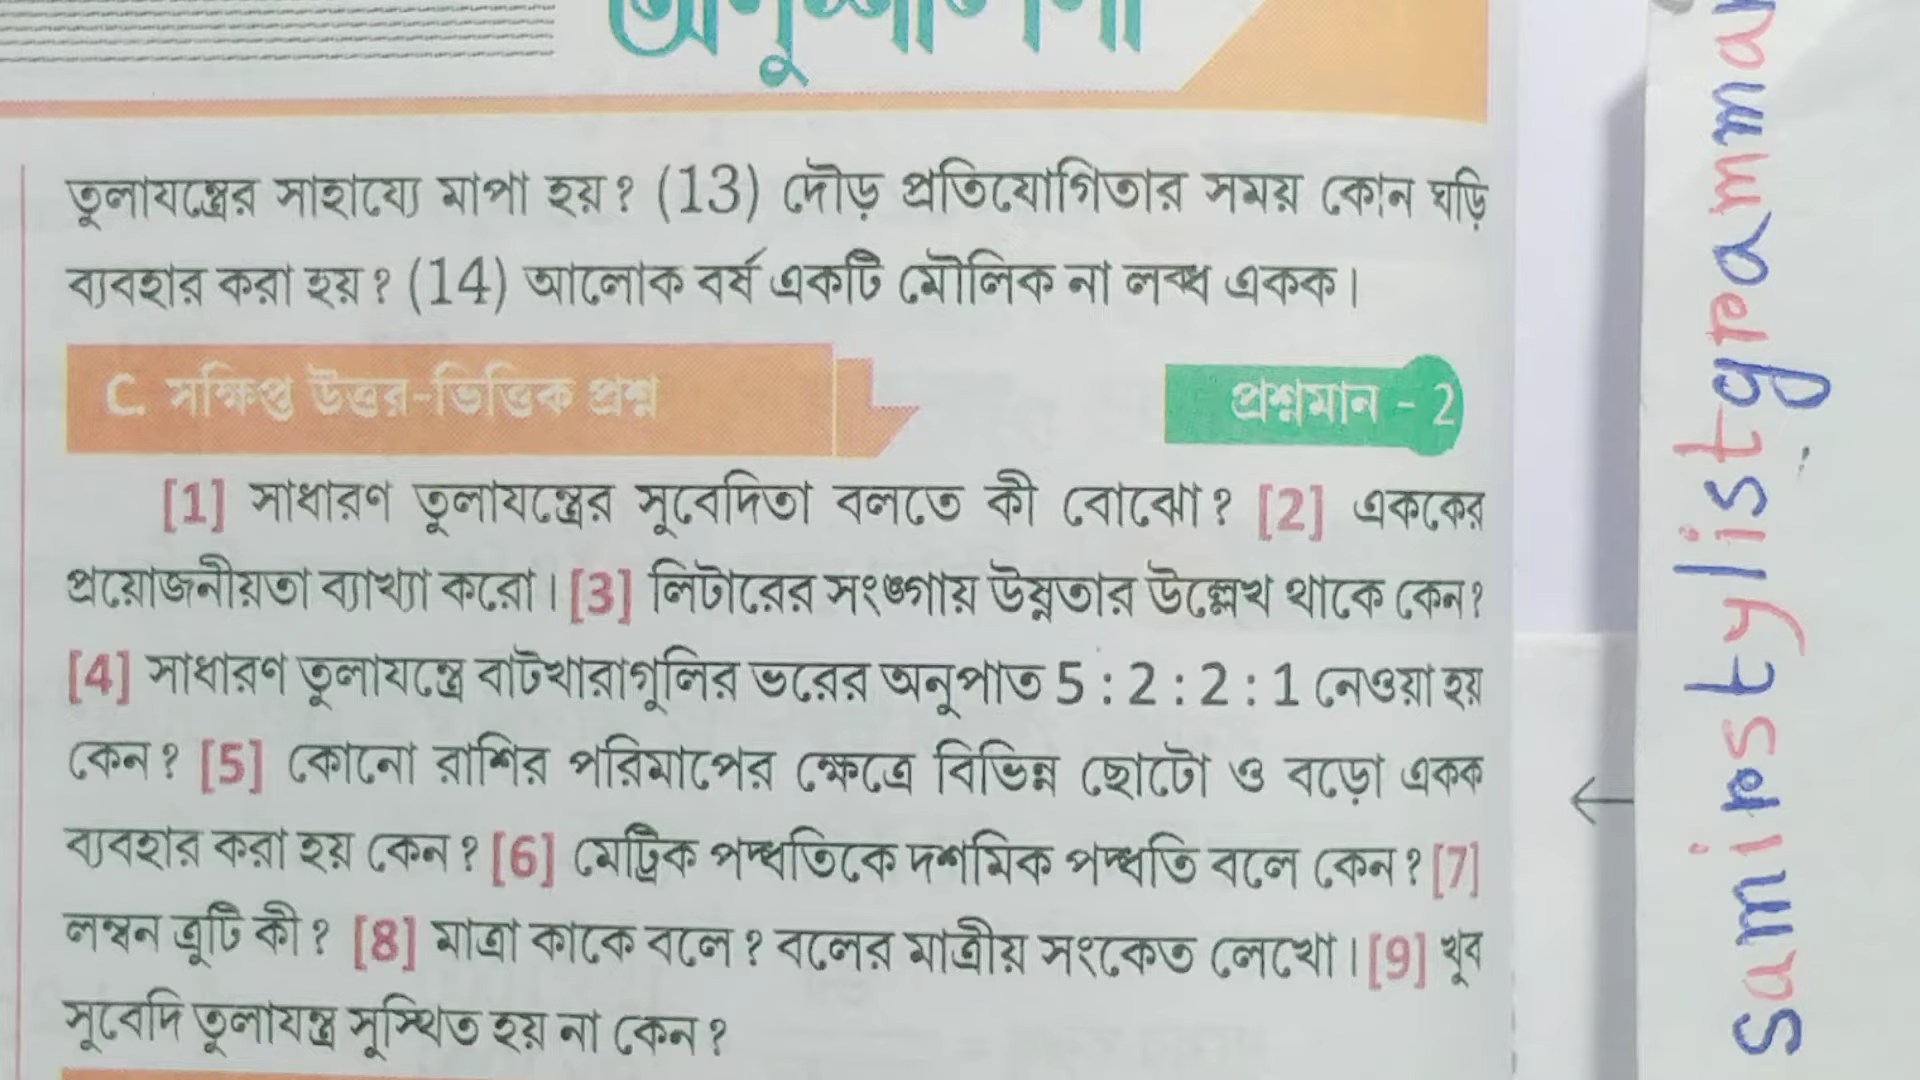 অনুশীলনী
তুলাযন্ত্রের সাহায্যে মাপা হয়? (13) দৌড় প্রতিযোগিতার সময় কোন ঘড়ি
ব্যবহার করা হয়? (14) আলোক বর্ষ একটি মৌলিক না লব্ধ একক।
C. সক্ষিপ্ত উত্তর-ভিত্তিক প্রশ্ন
প্রশ্নমান - 2
[1] সাধারণ তুলাযন্ত্রের সুবেদিতা বলতে কী বোঝো? [2] এককের
প্রয়োজনীয়তা ব্যাখ্যা করো। [3] লিটারের সংজ্ঞায় উষ্ণতার উল্লেখ থাকে কেন?
[4] সাধারণ তুলাযন্ত্রে বাটখারাগুলির ভরের অনুপাত 5 : 2 : 2 : 1 নেওয়া হয়
কেন? [5] কোনো রাশির পরিমাপের ক্ষেত্রে বিভিন্ন ছোটো ও বড়ো একক
ব্যবহার করা হয় কেন? [6] মেট্রিক পদ্ধতিকে দশমিক পদ্ধতি বলে কেন? [7]
লম্বন ত্রুটি কী? [8] মাত্রা কাকে বলে? বলের মাত্রীয় সংকেত লেখো। [9] খুব
সুবেদি তুলাযন্ত্র সুস্থিত হয় না কেন?
samirstylistgrammar